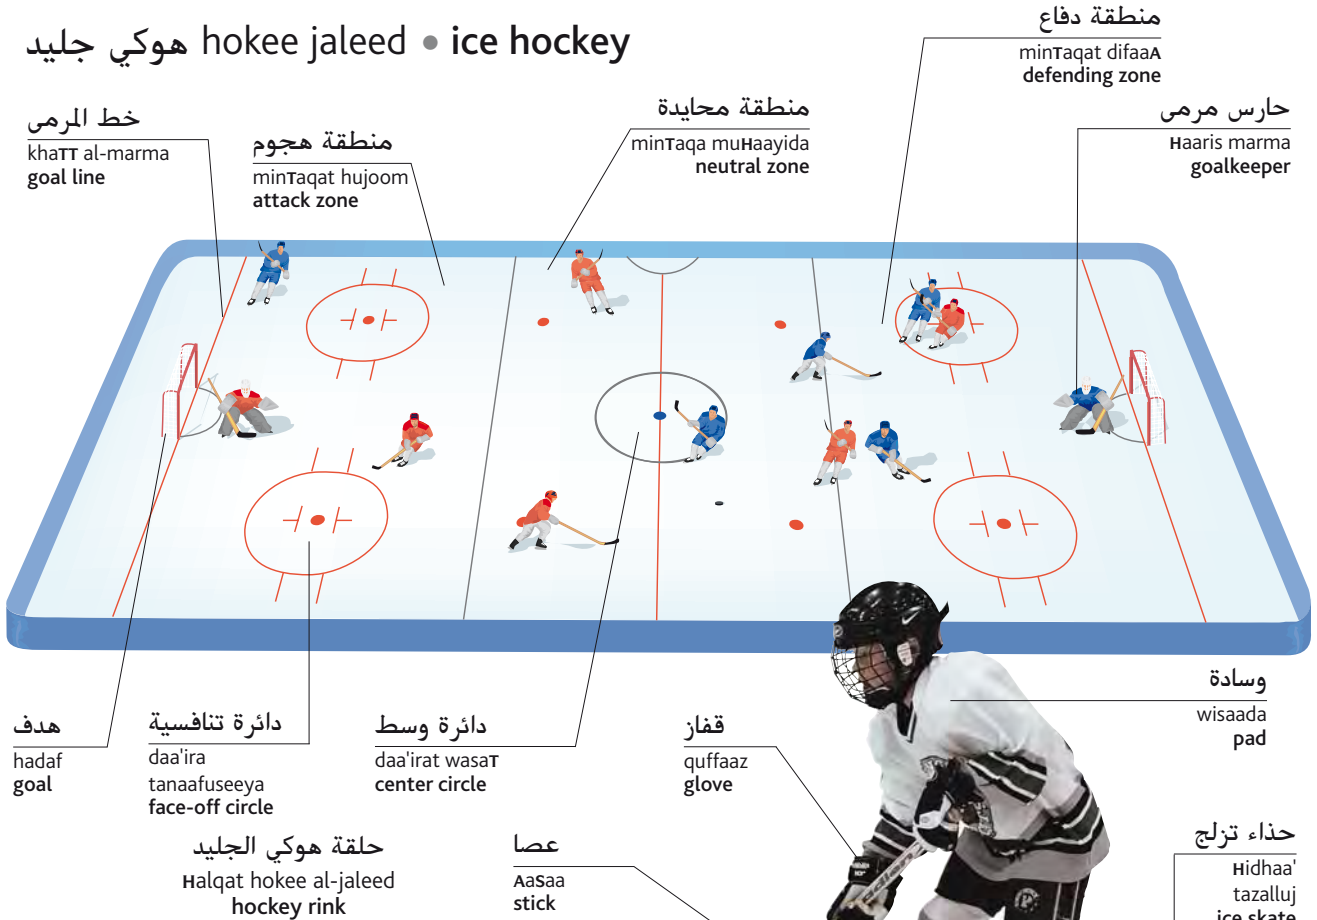 هوكي جليد hokee jaleed • ice hockey
منطقة دفاع
minTaqat difaaA
defending zone
خط المرمى
khaTT al-marma
goal line
منطقة هجوم
minTaqat hujoom
attack zone
منطقة محايدة
minTaqa muHaayida
neutral zone
حارس مرمى
Haaris marma
goalkeeper
هدف
hadaf
goal
دائرة تنافسية
daa'ira
tanaafuseeya
face-off circle
دائرة وسط
daa'irat wasaT
center circle
قفاز
quffaaz
glove
وسادة
wisaada
pad
حلقة هوكي الجليد
Halqat hokee al-jaleed
hockey rink
عصا
AaSaa
stick
حذاء تزلج
Hidhaa'
tazalluj
ice skate